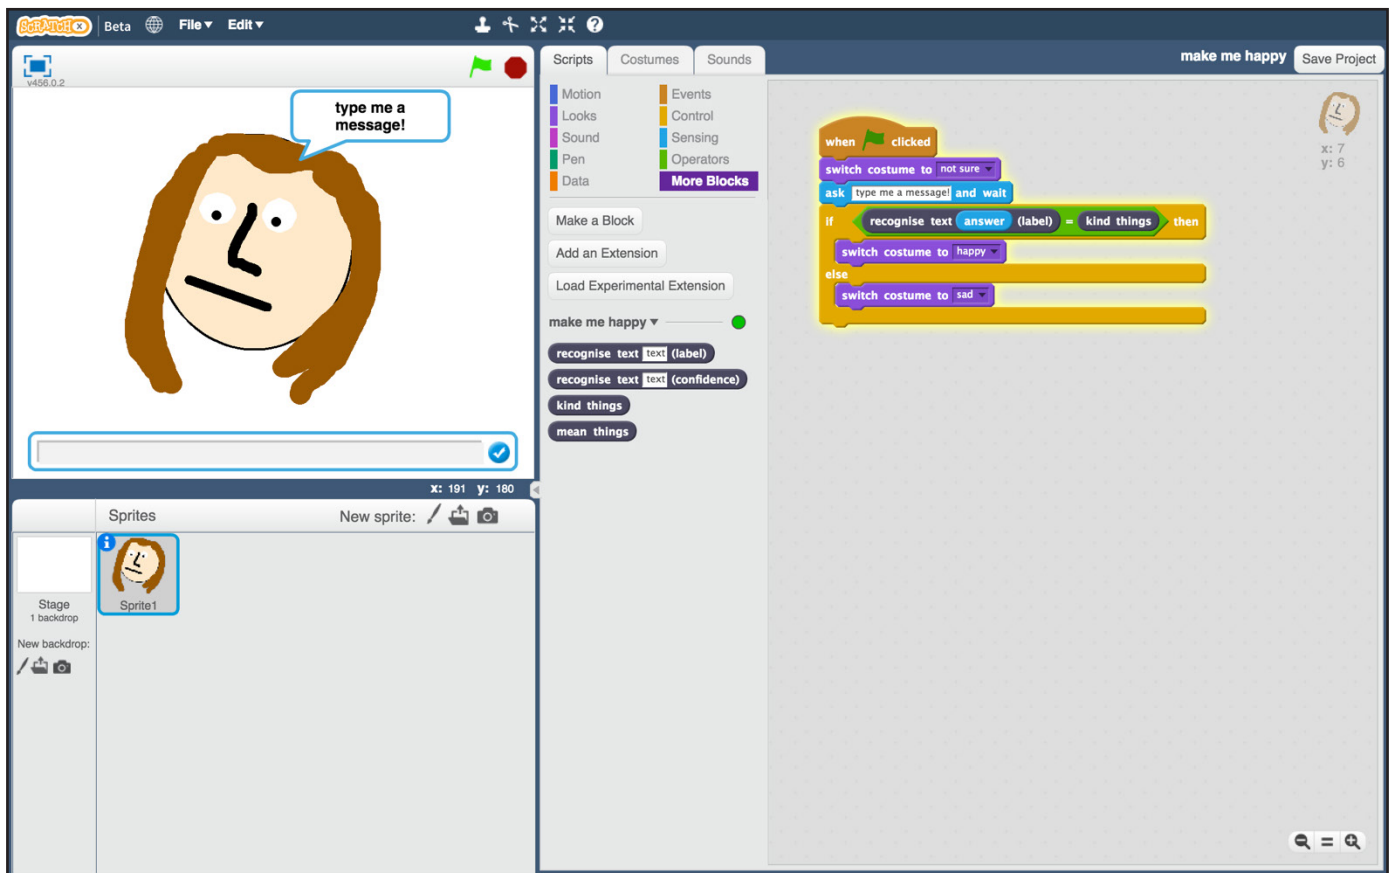 SCRATCHX Beta File▾ Edit▾
v456.0.2
type me a
message!
x: 191 y: 180
Sprites New sprite:
Stage
1 backdrop
New backdrop:
Sprite1
Scripts Costumes Sounds
make me happy Save Project
Motion Events
Looks Control
Sound Sensing
Pen Operators
Data More Blocks
Make a Block
Add an Extension
Load Experimental Extension
make me happy ▾
recognise text text (label)
recognise text text (confidence)
kind things
mean things
when clicked
switch costume to not sure
ask type me a message! and wait
if recognise text answer (label) = kind things then
switch costume to happy
else
switch costume to sad
x: 7
y: 6